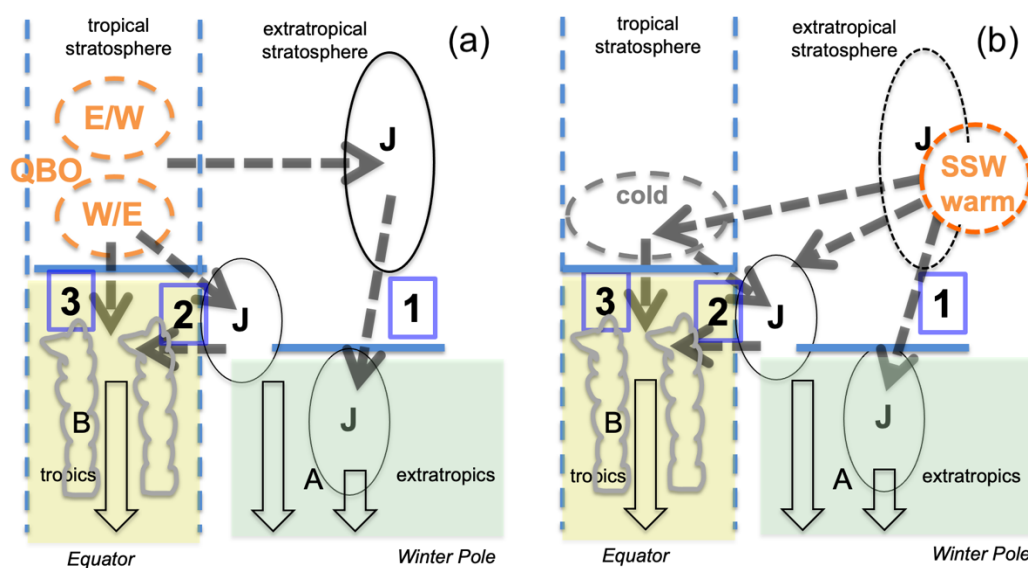 tropical
stratosphere
extratropical
stratosphere
(a)
E/W
QBO
W/E
J
3
2
J
1
B
J
tropics
A
extratropics
Equator
Winter Pole
tropical
stratosphere
extratropical
stratosphere
(b)
J
SSW
warm
cold
3
2
J
1
B
J
tropics
A
extratropics
Equator
Winter Pole